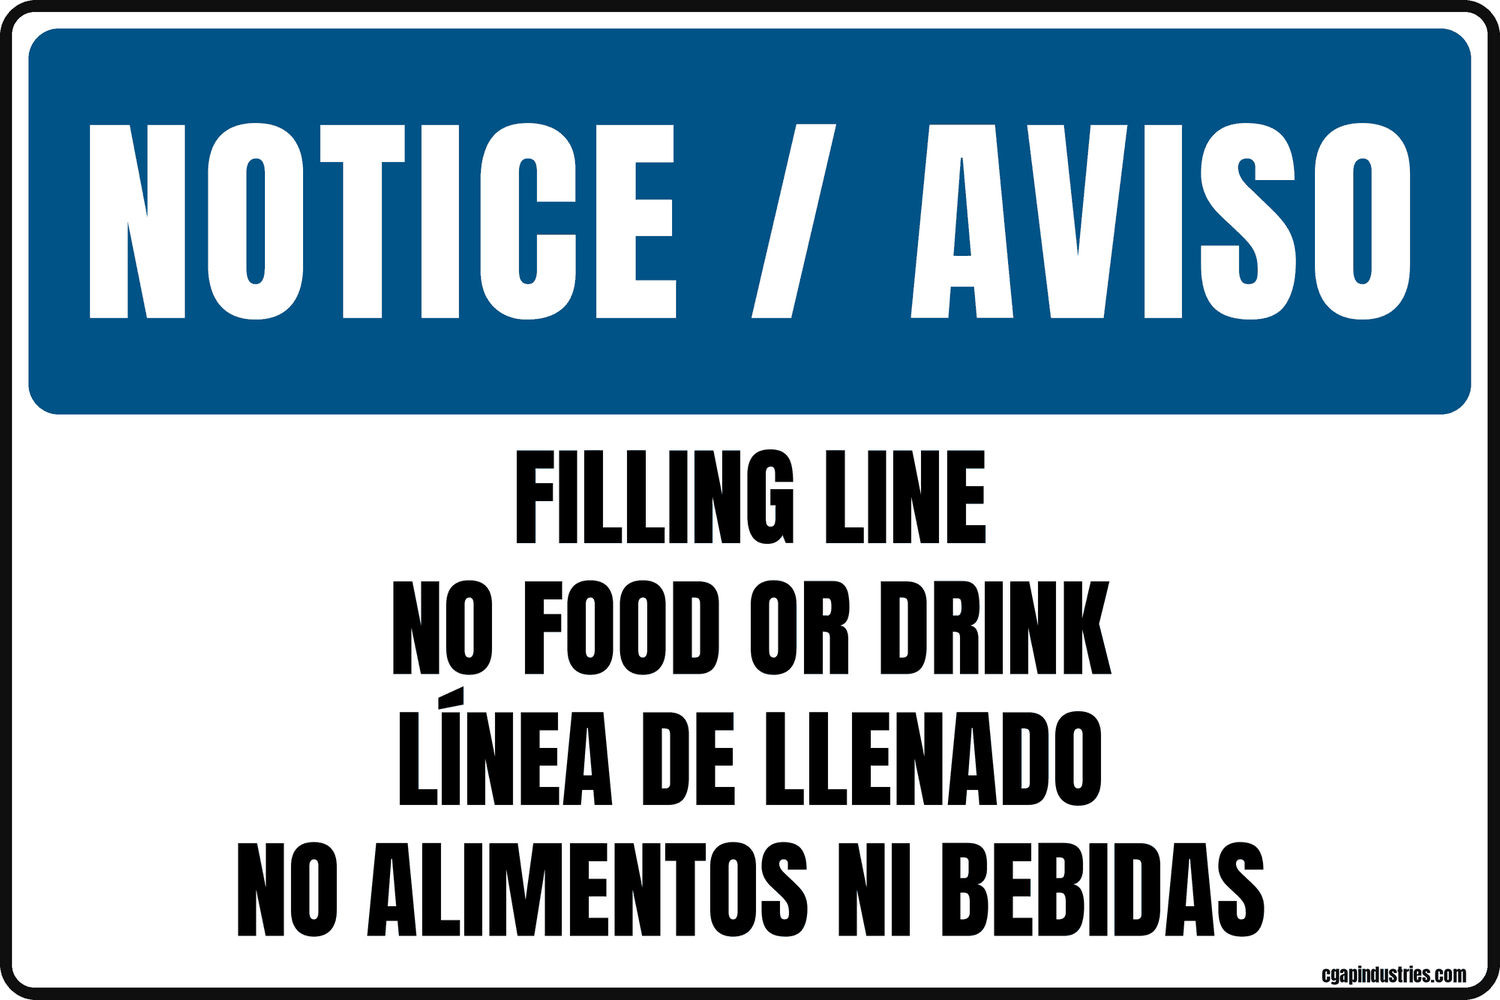 NOTICE / AVISO
FILLING LINE
NO FOOD OR DRINK
LÍNEA DE LLENADO
NO ALIMENTOS NI BEBIDAS
cgapindustries.com